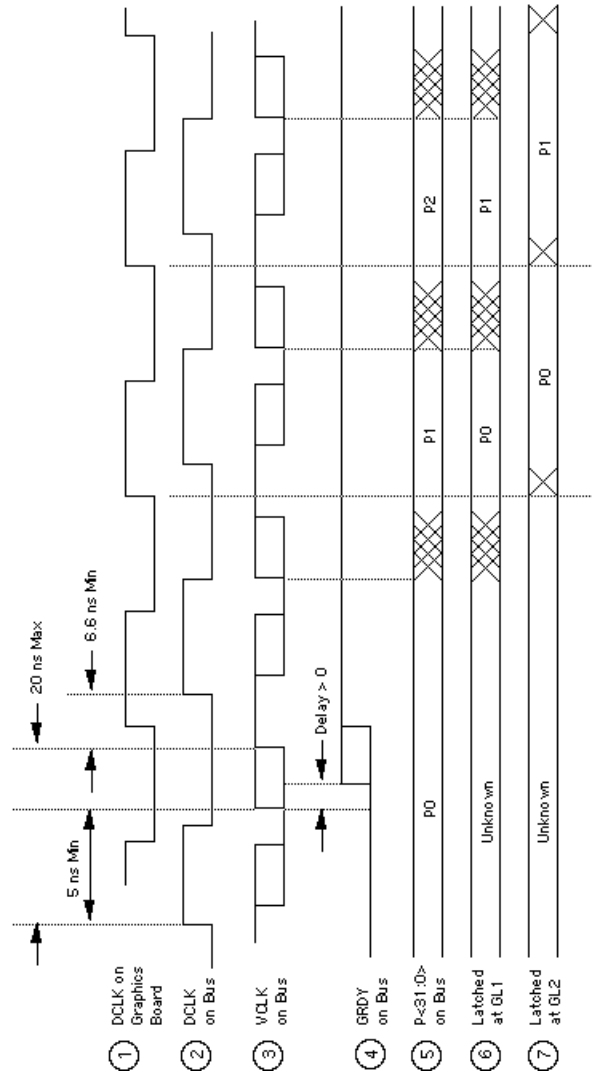 20 ns Max
5 ns Min
6.6 ns Min
1
DCLK on
Graphics
Board
2
DCLK
on Bus
3
VCLK
on Bus
Delay > 0
4
GRDY
on Bus
5
P<31:0>
on Bus
P0
P1
P2
6
Latched
at GL1
Unknown
P0
P1
7
Latched
at GL2
Unknown
P0
P1